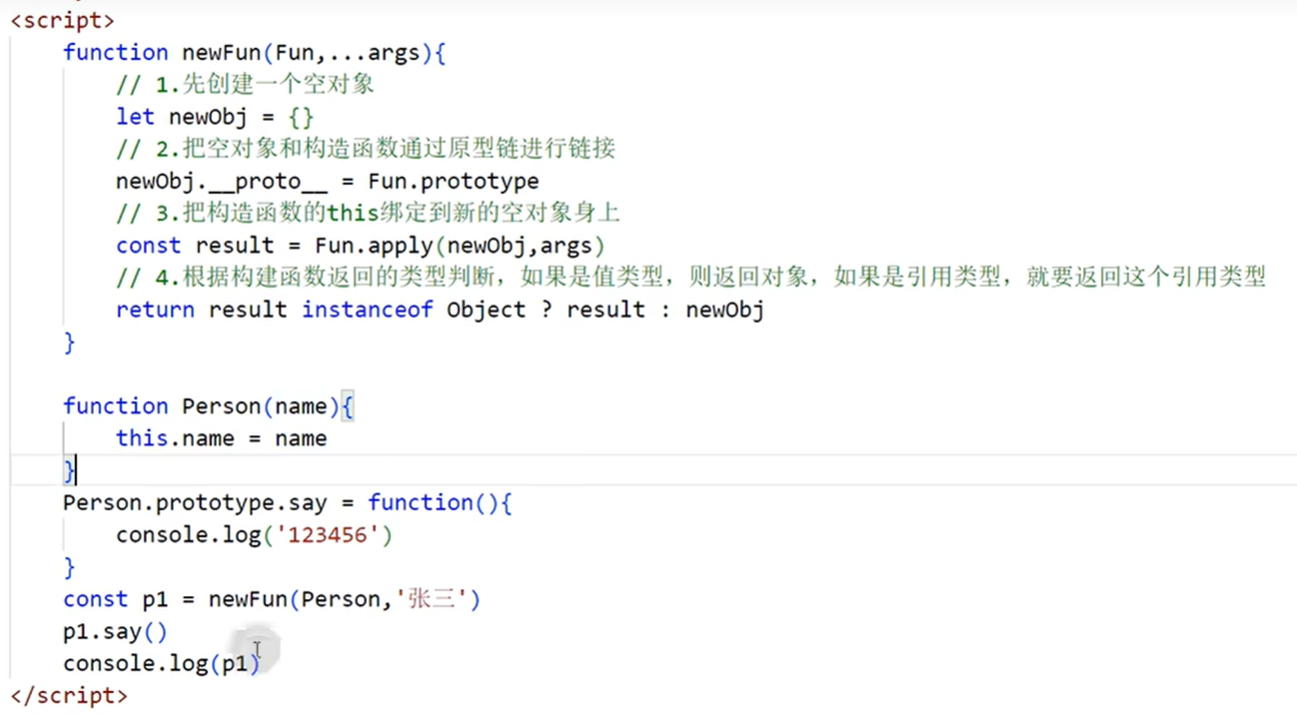 <script>
function newFun(Fun,...args){
// 1.先创建一个空对象
let newObj = {}
// 2.把空对象和构造函数通过原型链进行链接
newObj.__proto__ = Fun.prototype
// 3.把构造函数的this绑定到新的空对象身上
const result = Fun.apply(newObj,args)
// 4.根据构建函数返回的类型判断，如果是值类型，则返回对象，如果是引用类型，就要返回这个引用类型
return result instanceof Object ? result : newObj
}
function Person(name){
this.name = name
}
Person.prototype.say = function(){
console.log('123456')
}
const p1 = newFun(Person,'张三')
p1.say()
console.log(p1)
</script>